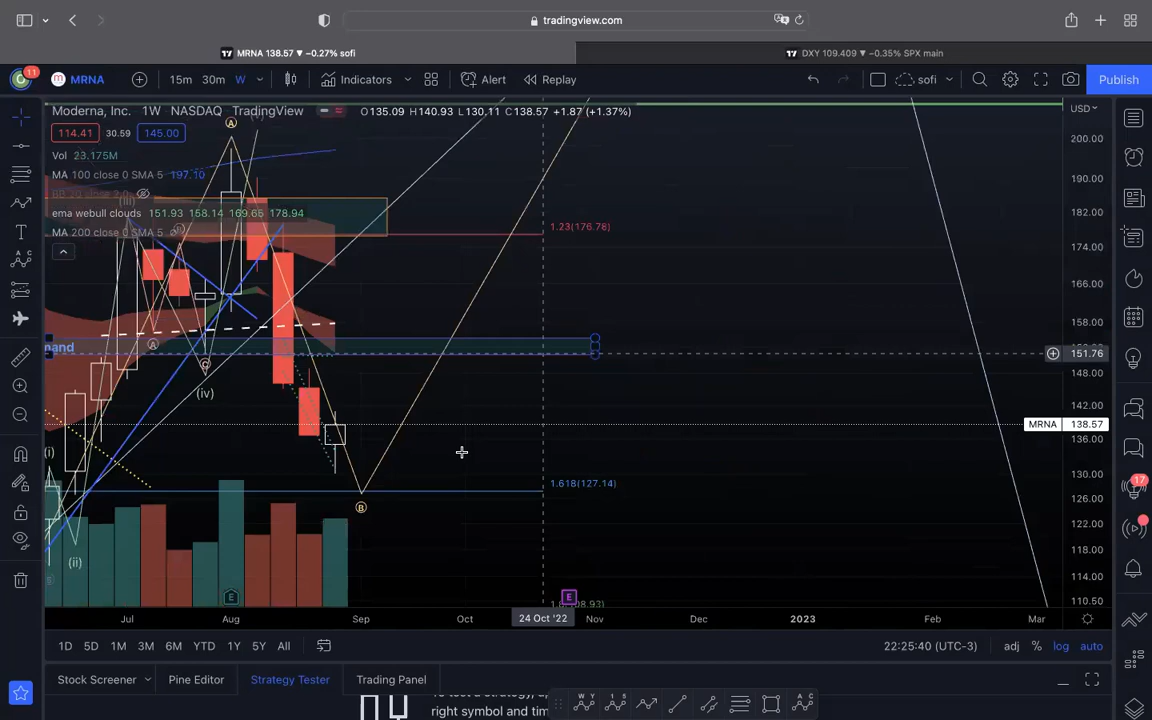 tradingview.com
MRNA 138.57 ▼ −0.27% sofi
DXY 109.409 ▼ −0.35% SPX main
11
MRNA
15m 30m W
Indicators
Alert
Replay
sofi
Publish
Moderna, Inc. 1W NASDAQ TradingView
O135.09 H140.93 L130.11 C138.57 +1.87 (+1.37%)
USD
114.41 30.59 145.00
Vol 23.175M
MA 100 close 0 SMA 5 197.10
ema webull clouds 151.93 158.14 169.65 178.94
MA 200 close 0 SMA 5
A
B
C
(iv)
(i)
(ii)
(iii)
mand
A
B
1.23(176.78)
1.618(127.14)
200.00
190.00
182.00
174.00
166.00
158.00
151.76
148.00
142.00
MRNA 138.57
136.00
130.00
126.00
122.00
118.00
114.00
110.50
E
E
Jul Aug Sep Oct 24 Oct '22 Nov Dec 2023 Feb Mar
1D 5D 1M 3M 6M YTD 1Y 5Y All
22:25:40 (UTC-3) adj % log auto
Stock Screener Pine Editor Strategy Tester Trading Panel
right symbol and tim
17